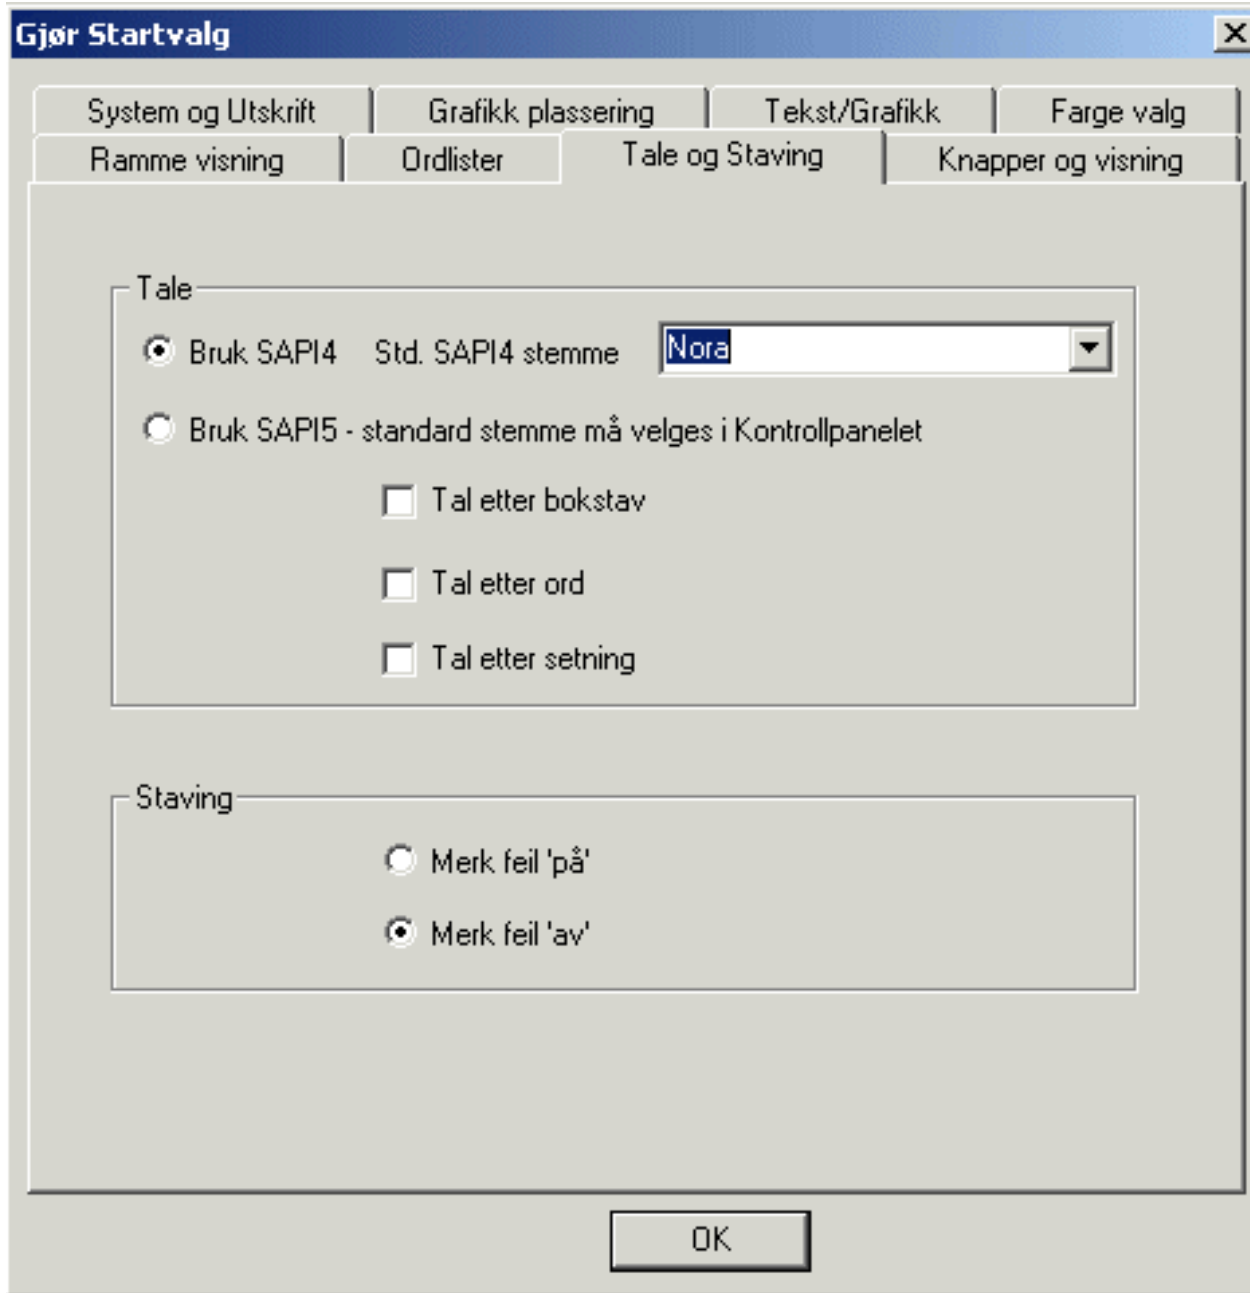 Gjør Startvalg
System og Utskrift Grafikk plassering Tekst/Grafikk Farge valg
Ramme visning Ordlister Tale og Staving Knapper og visning
Tale
Bruk SAPI4 Std. SAPI4 stemme Nora
Bruk SAPI5 - standard stemme må velges i Kontrollpanelet
Tal etter bokstav
Tal etter ord
Tal etter setning
Staving
Merk feil 'på'
Merk feil 'av'
OK